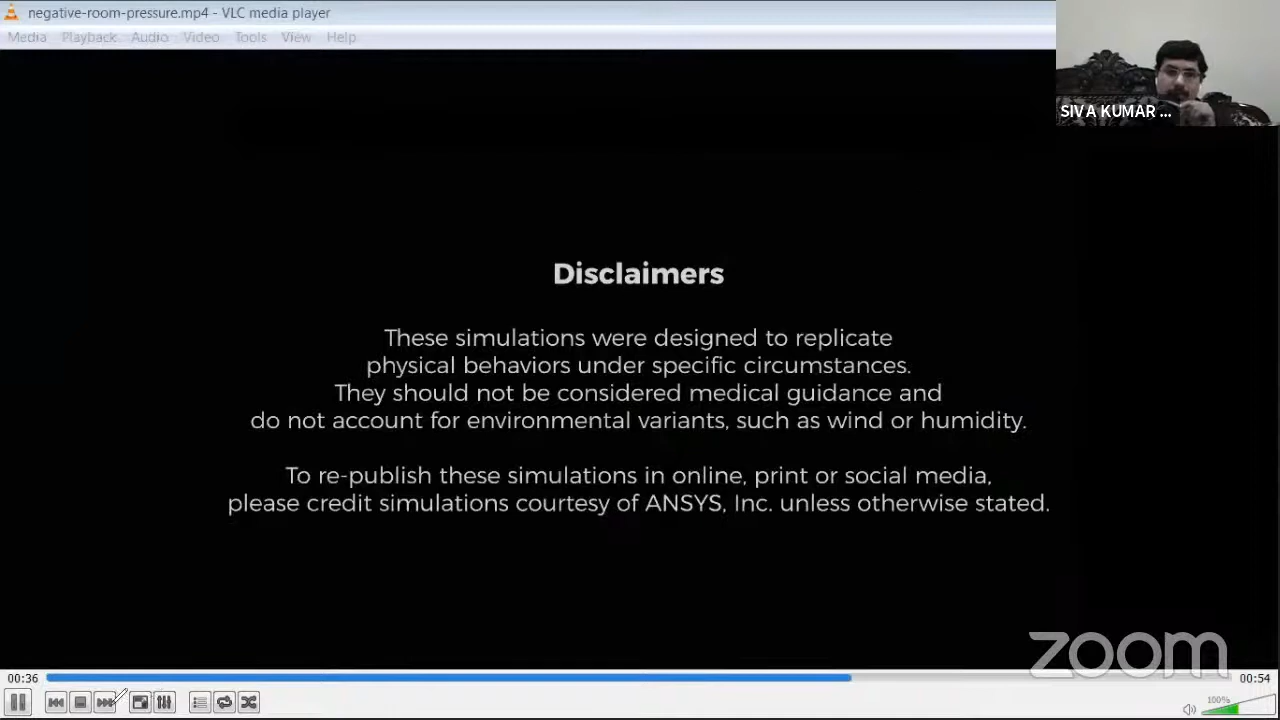 negative-room-pressure.mp4 - VLC media player
Media Playback Audio Video Tools View Help
SIVA KUMAR ...
Disclaimers
These simulations were designed to replicate
physical behaviors under specific circumstances.
They should not be considered medical guidance and
do not account for environmental variants, such as wind or humidity.
To re-publish these simulations in online, print or social media,
please credit simulations courtesy of ANSYS, Inc. unless otherwise stated.
zoom
00:36
00:54
100%